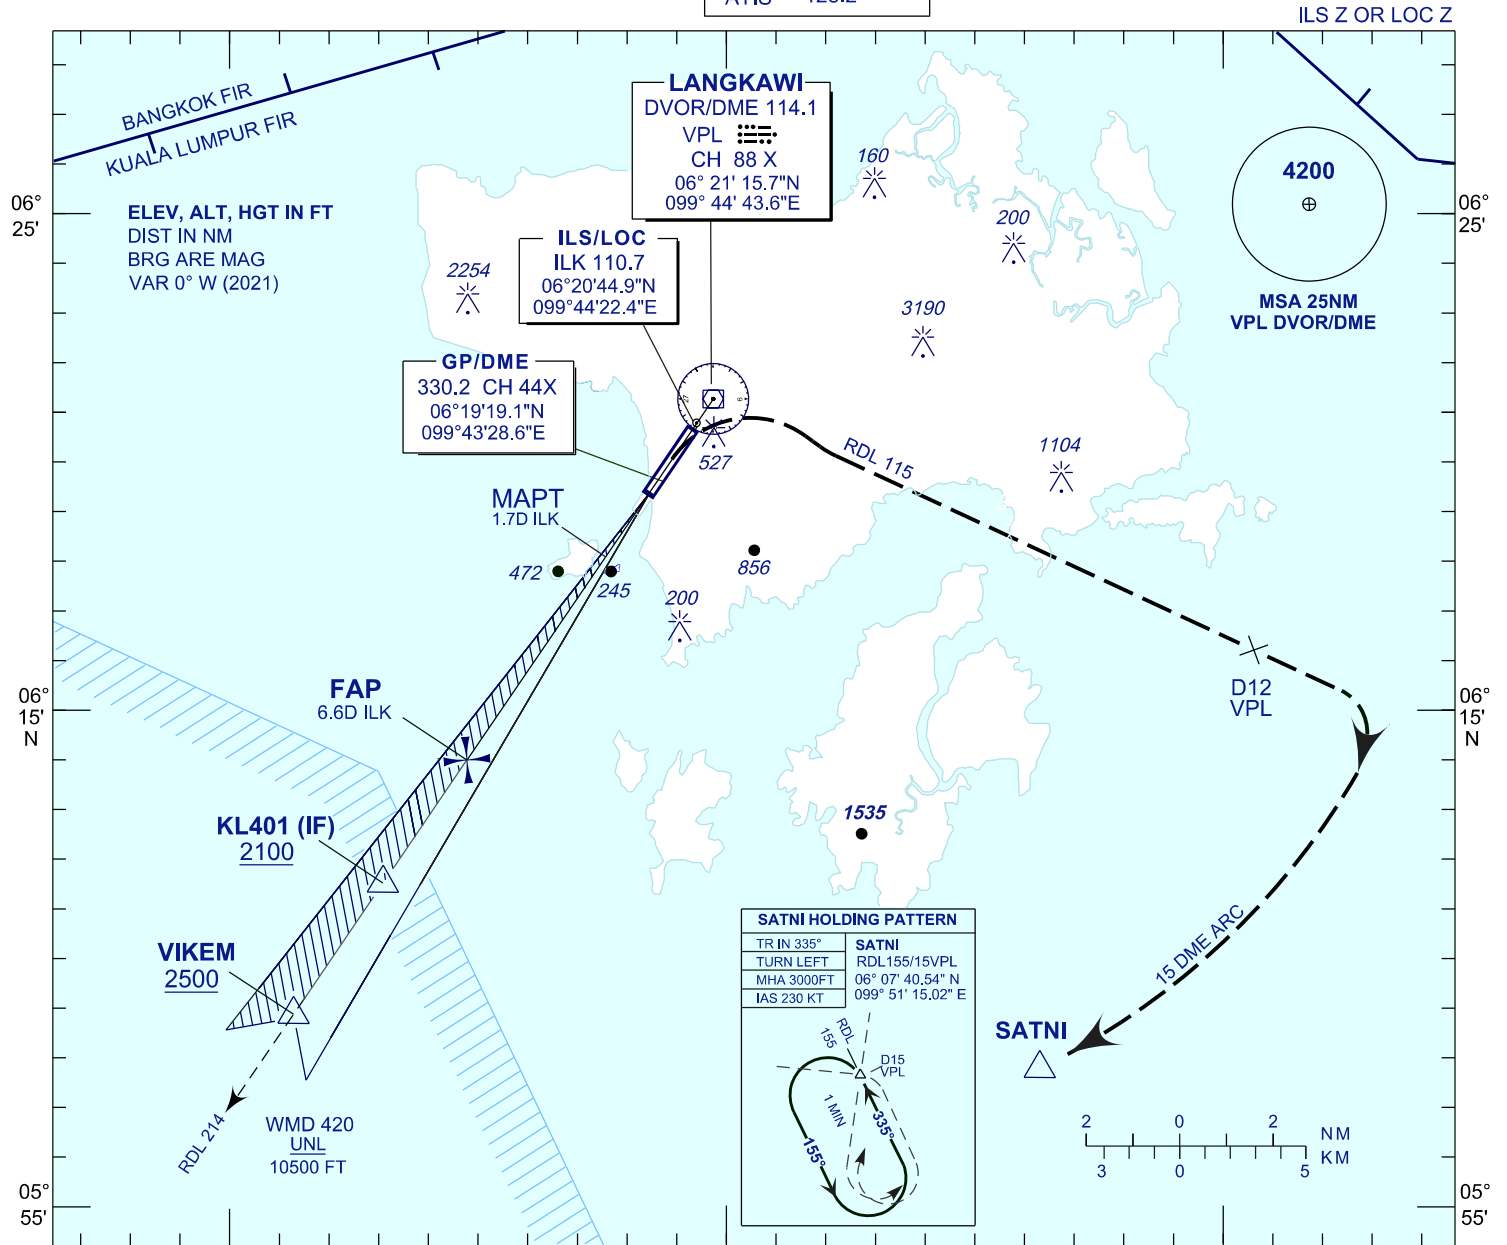 ILS Z OR LOC Z
BANGKOK FIR
KUALA LUMPUR FIR
ELEV, ALT, HGT IN FT
DIST IN NM
BRG ARE MAG
VAR 0° W (2021)
LANGKAWI
DVOR/DME 114.1
VPL
CH 88 X
06° 21' 15.7"N
099° 44' 43.6"E
ILS/LOC
ILK 110.7
06°20'44.9"N
099°44'22.4"E
GP/DME
330.2 CH 44X
06°19'19.1"N
099°43'28.6"E
4200
MSA 25NM
VPL DVOR/DME
06°
25'
06°
25'
2254
160
200
3190
1104
527
27
9
RDL 115
MAPT
1.7D ILK
472
245
856
200
FAP
6.6D ILK
06°
15'
N
06°
15'
N
D12
VPL
KL401 (IF)
2100
1535
VIKEM
2500
15 DME ARC
SATNI
RDL 214
WMD 420
UNL
10500 FT
SATNI HOLDING PATTERN
TR IN 335°
TURN LEFT
MHA 3000FT
IAS 230 KT
SATNI
RDL155/15VPL
06° 07' 40.54" N
099° 51' 15.02" E
RDL
155
D15
VPL
1 MIN
335°
155°
2 0 2 NM
3 0 5 KM
05°
55'
05°
55'